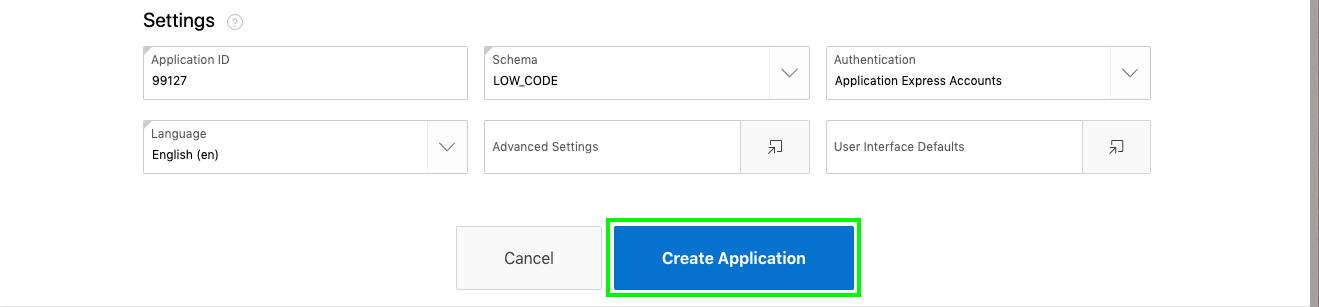 Settings ?
Application ID
99127
Schema
LOW_CODE
Authentication
Application Express Accounts
Language
English (en)
Advanced Settings
User Interface Defaults
Cancel
Create Application